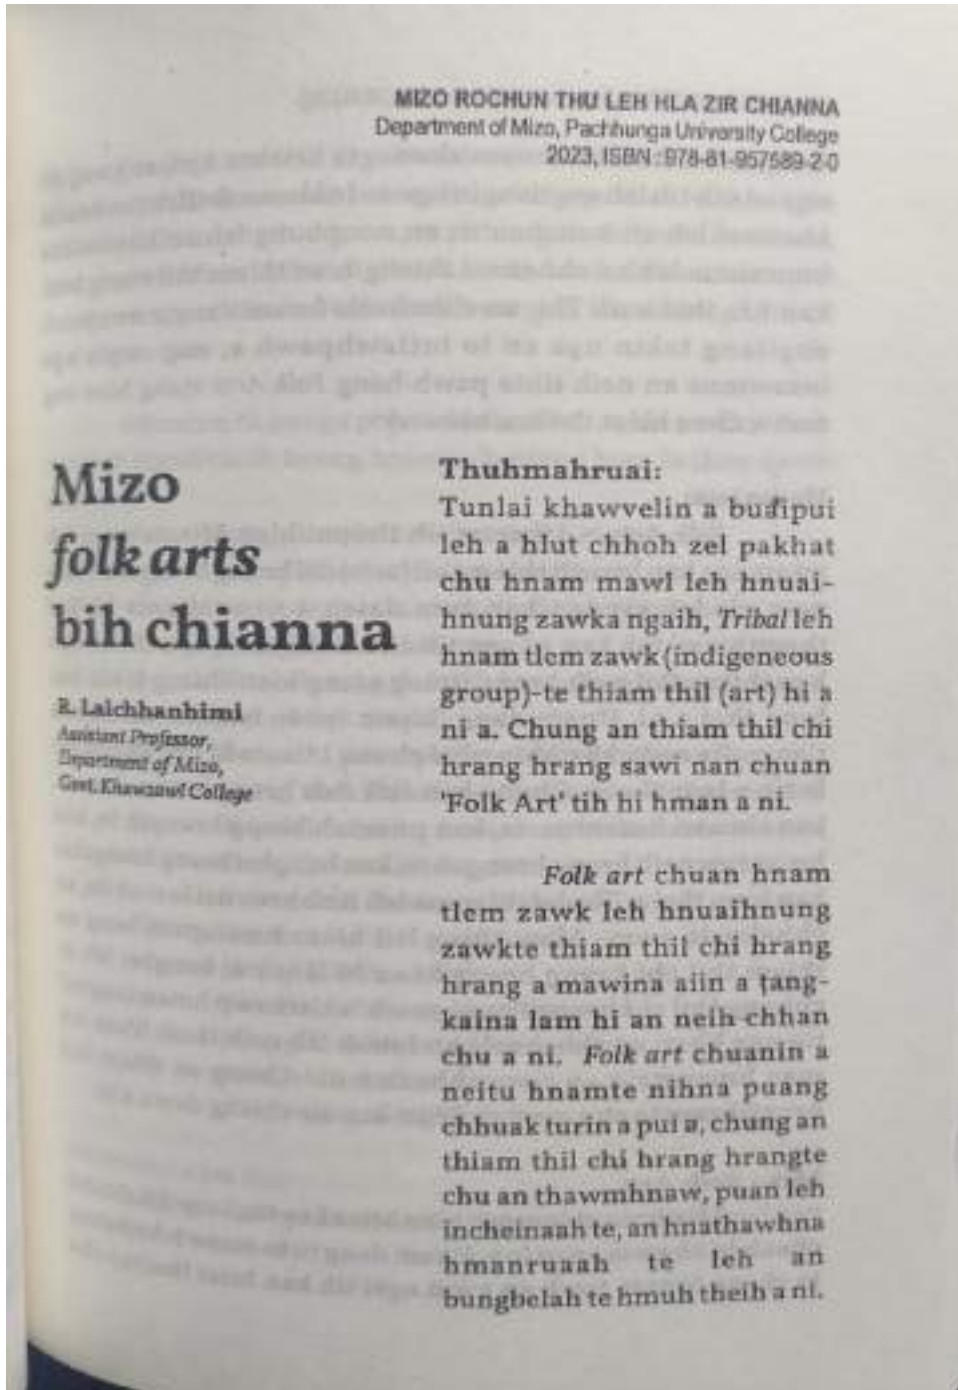 MIZO ROCHUN THU LEH HLA ZIR CHIANNA
Department of Mizo, Pachhunga University College
2023, ISBN : 978-81-957589-2-0
Mizo
folk arts
bih chianna
R. Lalchhanhimi
Assistant Professor,
Department of Mizo,
Govt. Khawzawl College
Thuhmahruai:
Tunlai khawvelin a buaipui
leh a hlut chhoh zel pakhat
chu hnam mawl leh hnuai-
hnung zawka ngaih, Tribal leh
hnam tlem zawk (indigeneous
group)-te thiam thil (art) hi a
ni a. Chung an thiam thil chi
hrang hrang sawi nan chuan
'Folk Art' tih hi hman a ni.
Folk art chuan hnam
tlem zawk leh hnuaihnung
zawkte thiam thil chi hrang
hrang a mawina aiin a ṭang-
kaina lam hi an neih chhan
chu a ni. Folk art chuanin a
neitu hnamte nihna puang
chhuak turin a pui a, chung an
thiam thil chi hrang hrangte
chu an thawmhnaw, puan leh
incheinaah te, an hnathawhna
hmanruaah te leh an
bungbelah te hmuh theih a ni.